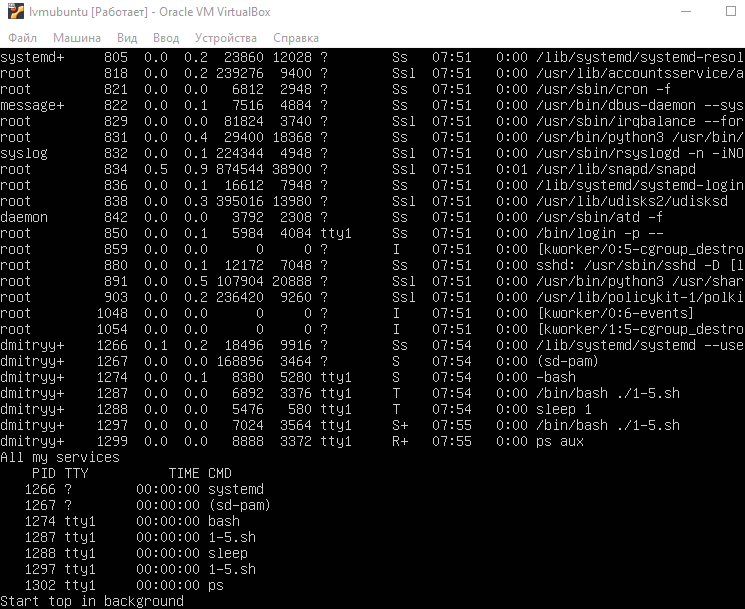 lvmubuntu [Работает] - Oracle VM VirtualBox
Файл Машина Вид Ввод Устройства Справка
systemd+ 805 0.0 0.2 23860 12028 ? Ss 07:51 0:00 /lib/systemd/systemd-resol
root 818 0.0 0.2 239276 9400 ? Ssl 07:51 0:00 /usr/lib/accountsservice/a
root 821 0.0 0.0 6812 2948 ? Ss 07:51 0:00 /usr/sbin/cron -f
message+ 822 0.0 0.1 7516 4884 ? Ss 07:51 0:00 /usr/bin/dbus-daemon --sys
root 829 0.0 0.0 81824 3740 ? Ssl 07:51 0:00 /usr/sbin/irqbalance --for
root 831 0.0 0.4 29400 18368 ? Ss 07:51 0:00 /usr/bin/python3 /usr/bin/
syslog 832 0.0 0.1 224344 4948 ? Ssl 07:51 0:00 /usr/sbin/rsyslogd -n -iNO
root 834 0.5 0.9 874544 38900 ? Ssl 07:51 0:01 /usr/lib/snapd/snapd
root 836 0.0 0.1 16612 7948 ? Ss 07:51 0:00 /lib/systemd/systemd-login
root 838 0.0 0.3 395016 13980 ? Ssl 07:51 0:00 /usr/lib/udisks2/udisksd
daemon 842 0.0 0.0 3792 2308 ? Ss 07:51 0:00 /usr/sbin/atd -f
root 850 0.0 0.1 5984 4084 tty1 Ss 07:51 0:00 /bin/login -p --
root 859 0.0 0.0 0 0 ? I 07:51 0:00 [kworker/0:5-cgroup_destro
root 880 0.0 0.1 12172 7048 ? Ss 07:51 0:00 sshd: /usr/sbin/sshd -D [l
root 891 0.0 0.5 107904 20888 ? Ssl 07:51 0:00 /usr/bin/python3 /usr/shar
root 903 0.0 0.2 236420 9260 ? Ssl 07:51 0:00 /usr/lib/policykit-1/polki
root 1048 0.0 0.0 0 0 ? I 07:51 0:00 [kworker/0:6-events]
root 1054 0.0 0.0 0 0 ? I 07:51 0:00 [kworker/1:5-cgroup_destro
dmitryy+ 1266 0.1 0.2 18496 9916 ? Ss 07:54 0:00 /lib/systemd/systemd --use
dmitryy+ 1267 0.0 0.0 168896 3464 ? S 07:54 0:00 (sd-pam)
dmitryy+ 1274 0.0 0.1 8380 5280 tty1 S 07:54 0:00 -bash
dmitryy+ 1287 0.0 0.0 6892 3376 tty1 T 07:54 0:00 /bin/bash ./1-5.sh
dmitryy+ 1288 0.0 0.0 5476 580 tty1 T 07:54 0:00 sleep 1
dmitryy+ 1297 0.0 0.0 7024 3564 tty1 S+ 07:55 0:00 /bin/bash ./1-5.sh
dmitryy+ 1299 0.0 0.0 8888 3372 tty1 R+ 07:55 0:00 ps aux
All my services
PID TTY TIME CMD
1266 ? 00:00:00 systemd
1267 ? 00:00:00 (sd-pam)
1274 tty1 00:00:00 bash
1287 tty1 00:00:00 1-5.sh
1288 tty1 00:00:00 sleep
1297 tty1 00:00:00 1-5.sh
1302 tty1 00:00:00 ps
Start top in background